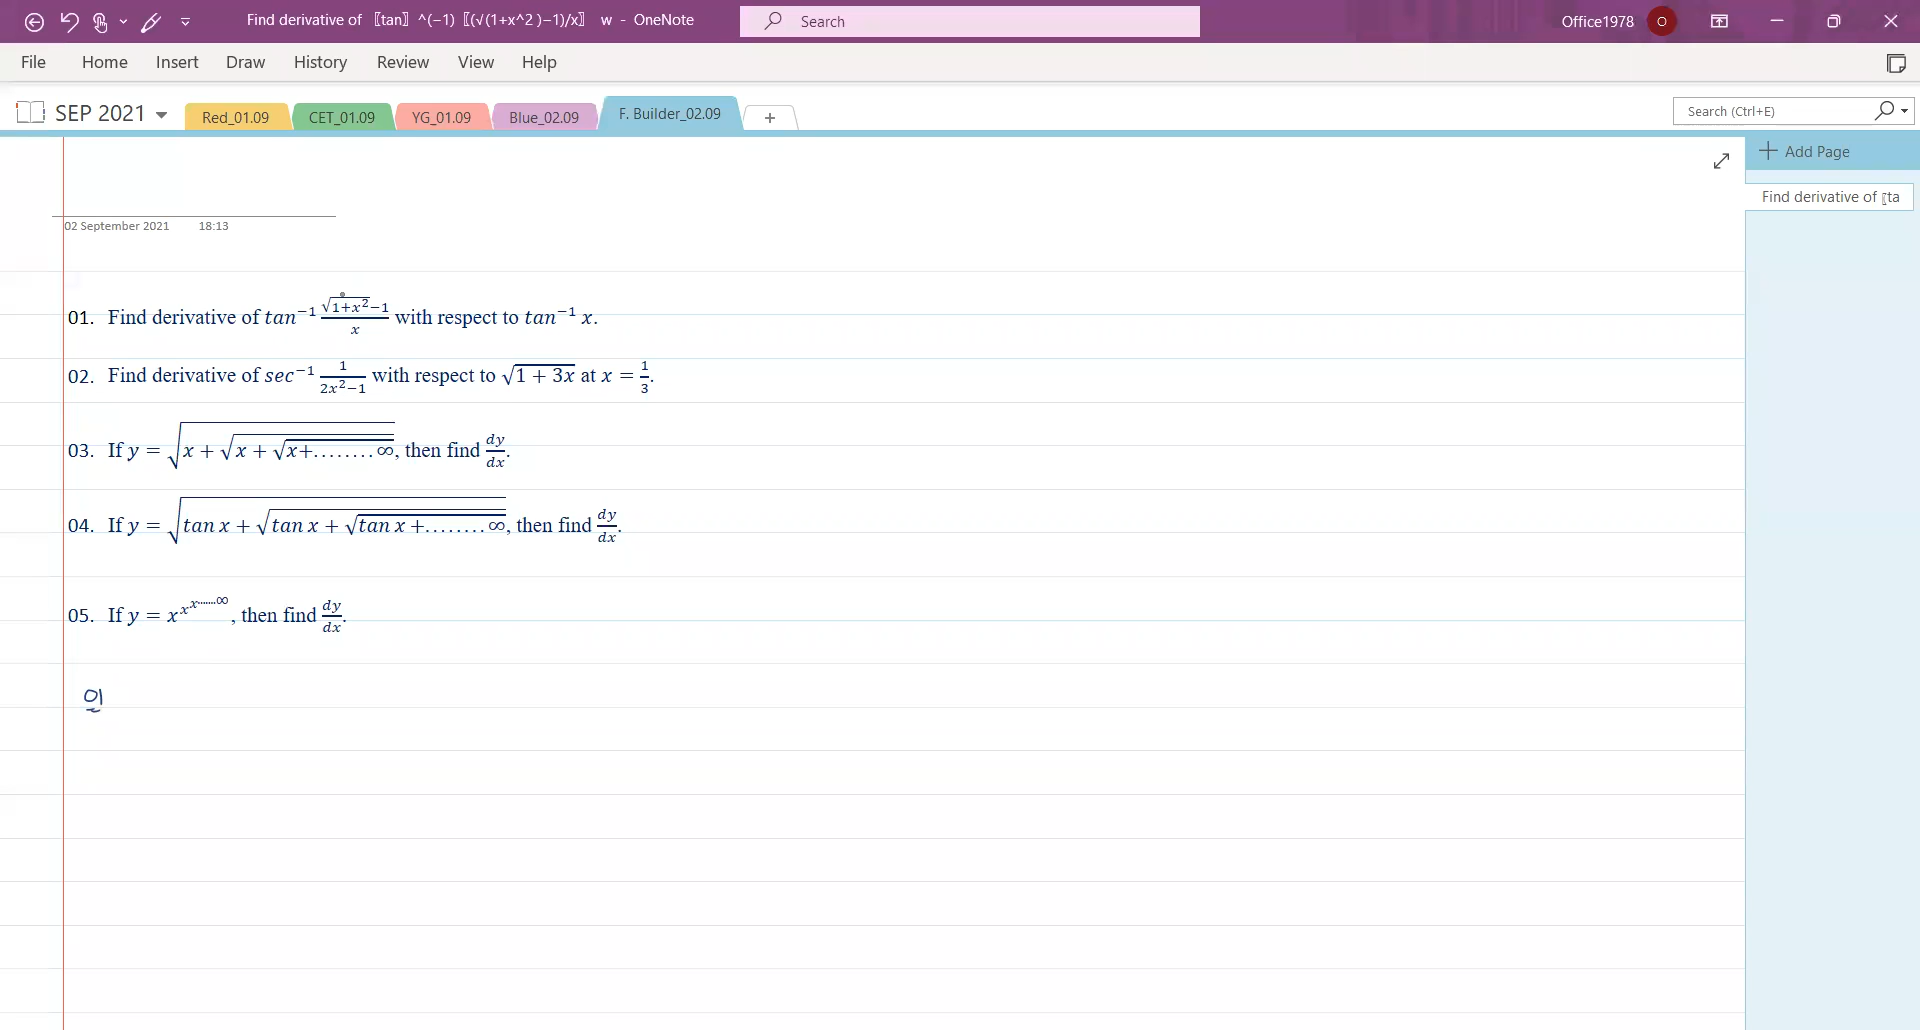 Find derivative of 〖tan〗^(−1) 〖(√(1+x^2 )−1)/x〗 w - OneNote
Search
Office1978
O
File Home Insert Draw History Review View Help
SEP 2021
Red_01.09
CET_01.09
YG_01.09
Blue_02.09
F. Builder_02.09
+
Search (Ctrl+E)
Add Page
Find derivative of 〖ta
02 September 2021 18:13
01. Find derivative of tan⁻¹ (√(1+x²)−1)/x with respect to tan⁻¹ x.
02. Find derivative of sec⁻¹ 1/(2x²−1) with respect to √(1 + 3x) at x = 1/3.
03. If y = √(x + √(x + √(x+........∞))), then find dy/dx.
04. If y = √(tan x + √(tan x + √(tan x +........∞))), then find dy/dx.
05. If y = x^x^x.......∞, then find dy/dx.
01